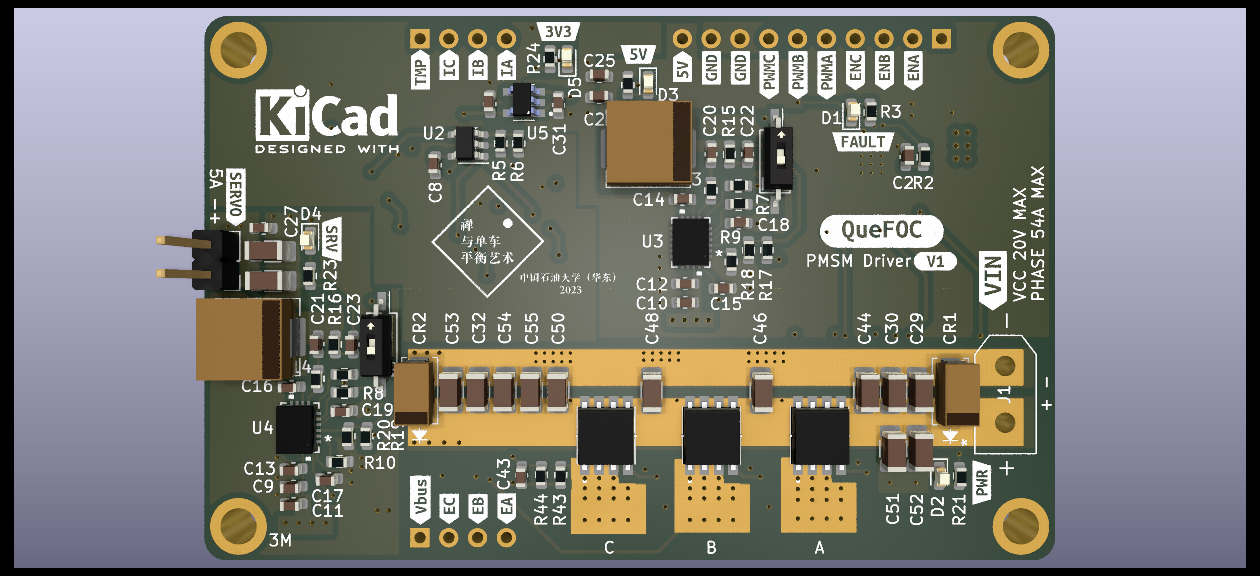 3V3
5V
TMP
IC
IB
IA
R24
D5
C25
D3
5V
GND
GND
PWMC
PWMB
PWMA
ENC
ENB
ENA
KiCad
DESIGNED WITH
U2
U5
C31
R5
R6
C8
C20
R15
C22
D1
R3
FAULT
C2
R2
C14
R7
C18
U3
R9
C12
C10
C15
R18
R17
QueFOC
PMSM Driver V1
VIN
VCC 20V MAX
PHASE 54A MAX
5A - +
SERVO
C27
D4
SRV
R23
禅
与单车
平衡艺术
中国石油大学（华东）
2023
C21
R16
C23
CR2
C53
C32
C54
C55
C50
C48
C46
C44
C30
C29
CR1
J1
- +
- +
C16
R8
C19
U4
R20
R10
C13
C9
C17
C11
3M
Vbus
EC
EB
EA
C43
R44
R43
C
B
A
C51
C52
D2
R21
PWR